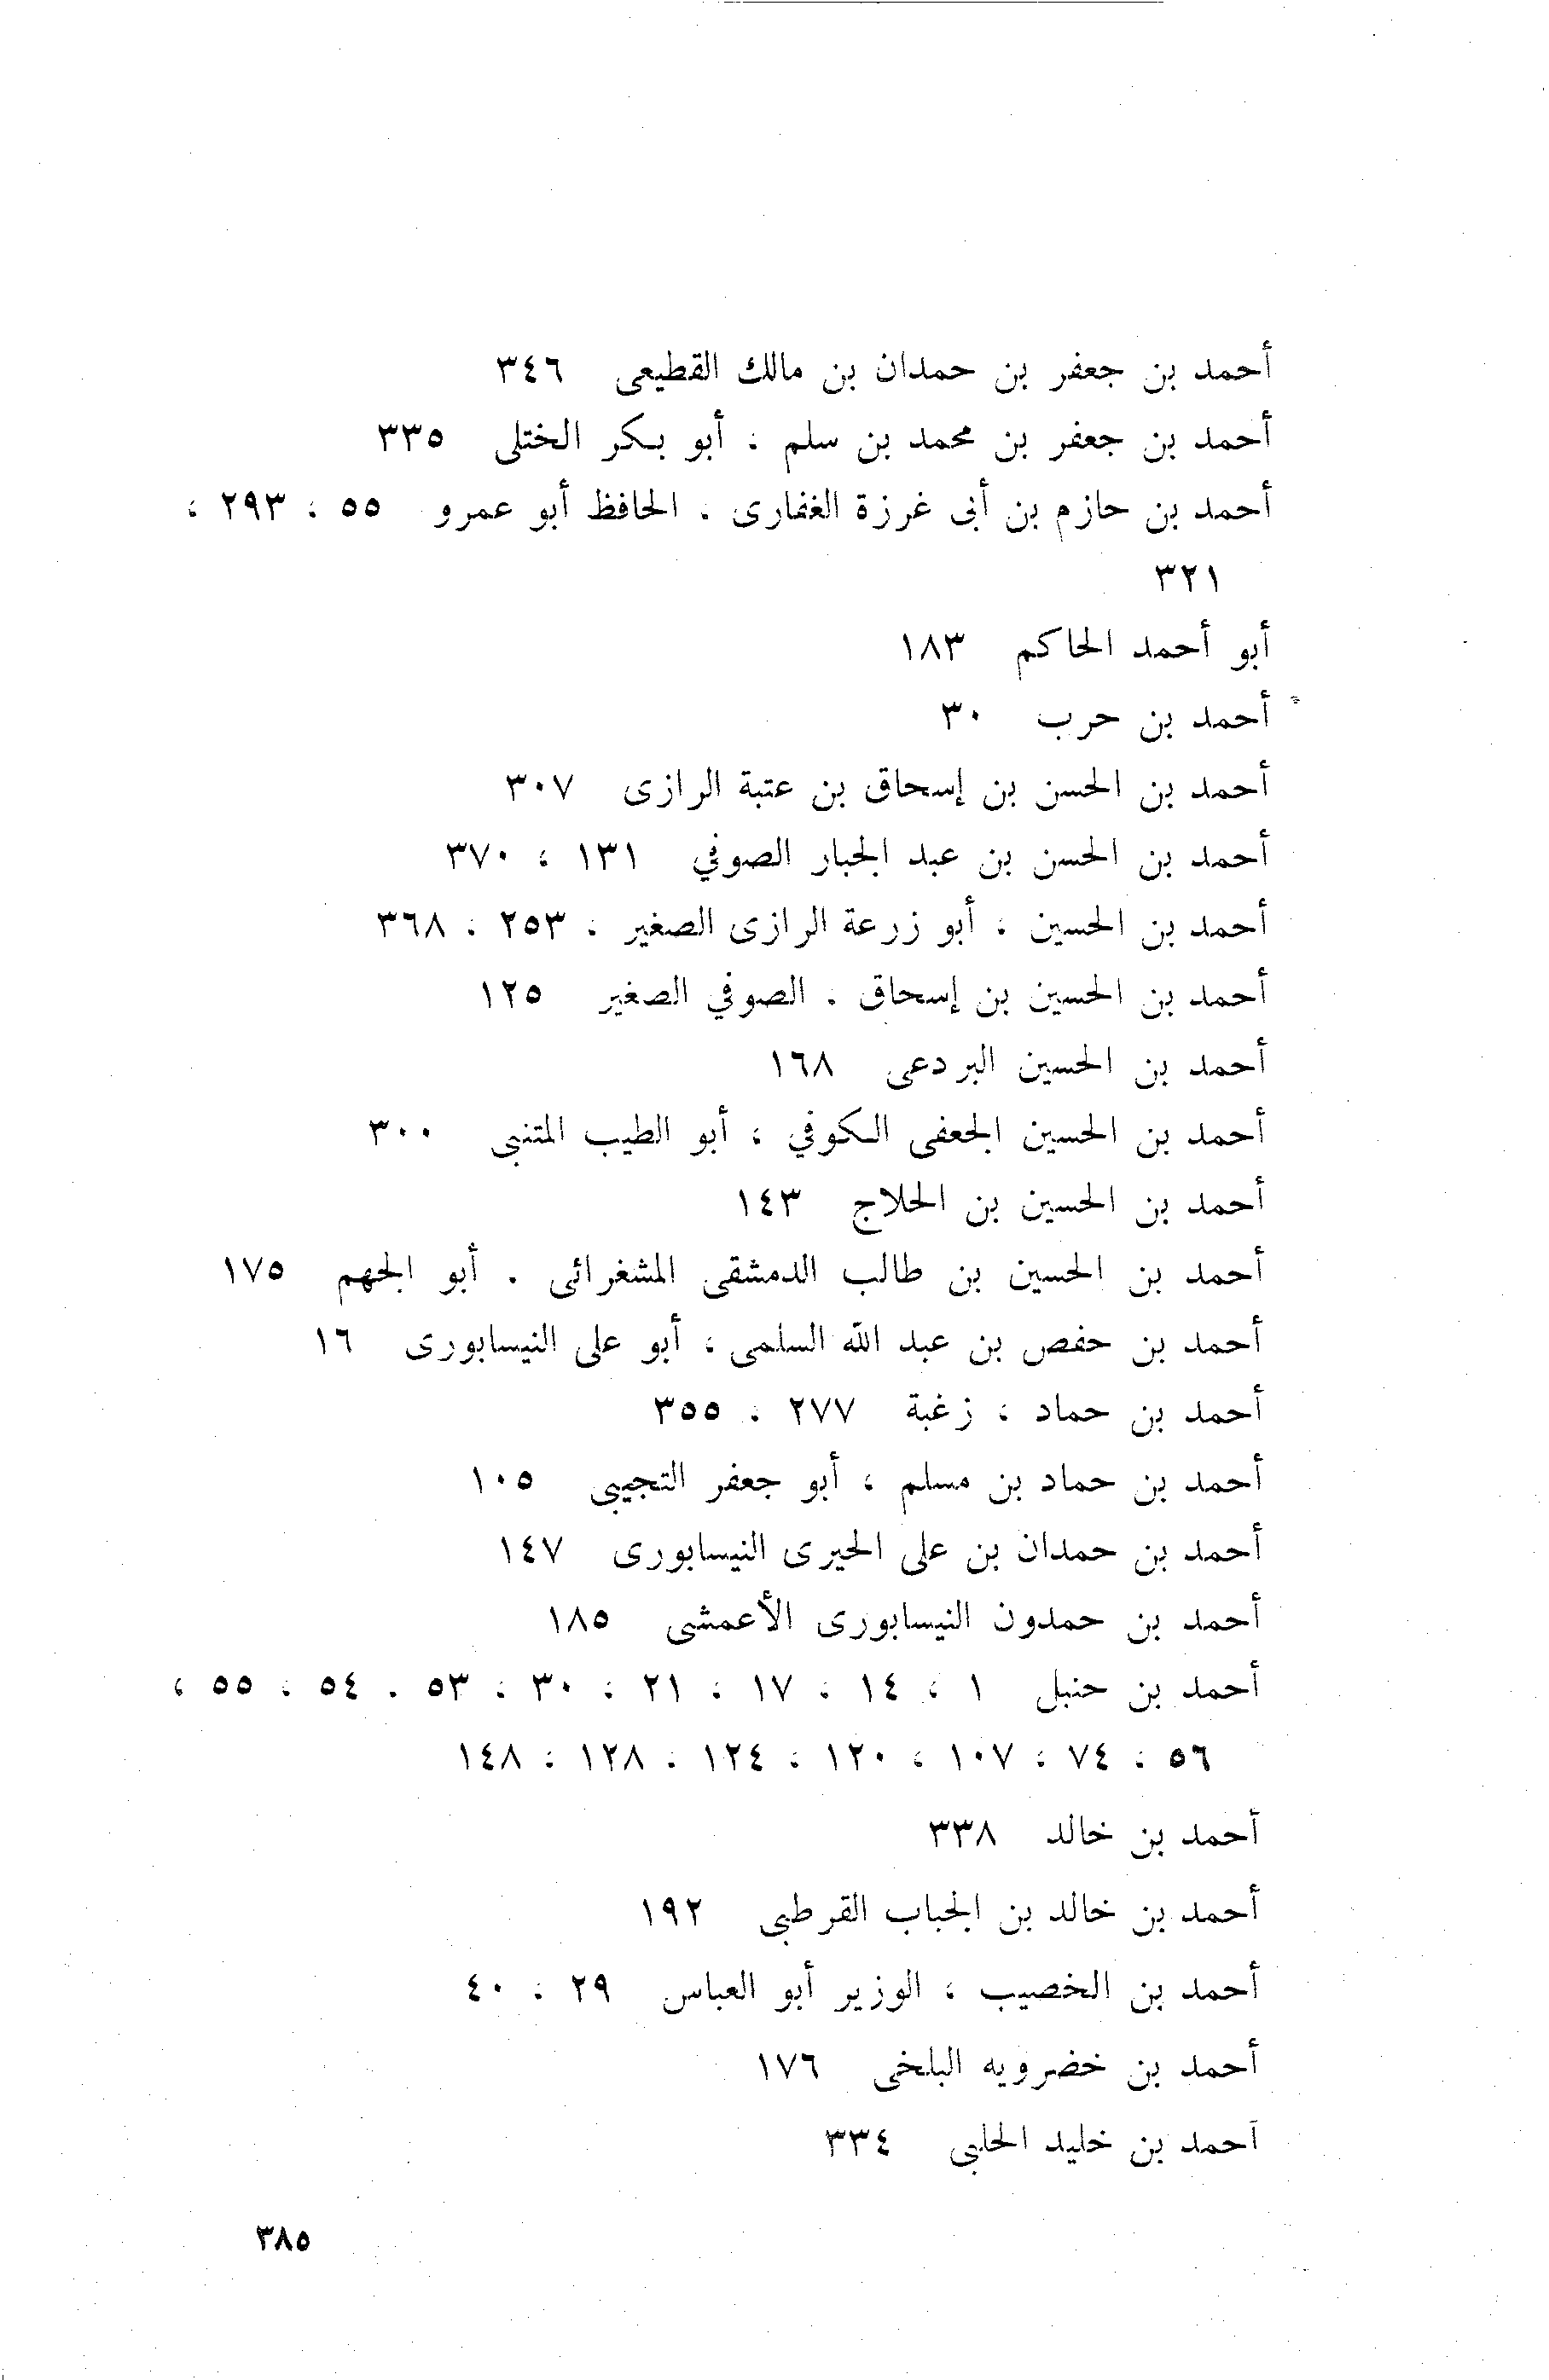 أحمد بن جعفر بن حمدان بن مالك القطيعى ٣٤٦
أحمد بن جعفر بن محمد بن سلم ، أبو بكر الختلى ٣٣٥
أحمد بن حازم بن أبى غرزة الغفارى ، الحافظ أبو عمرو ٥٥ ، ٢٩٣ ،
٣٢١
أبو أحمد الحاكم ١٨٣
أحمد بن حرب ٣٠
أحمد بن الحسن بن إسحاق بن عتبة الرازى ٣٠٧
أحمد بن الحسن بن عبد الجبار الصوفي ١٣١ ، ٣٧٠
أحمد بن الحسين ، أبو زرعة الرازى الصغير ، ٢٥٣ ، ٣٦٨
أحمد بن الحسين بن إسحاق ، الصوفي الصغير ١٢٥
أحمد بن الحسين البردعى ١٦٨
أحمد بن الحسين الجعفى الكوفي ، أبو الطيب المتنبى ٣٠٠
أحمد بن الحسين بن الحلاج ١٤٣
أحمد بن الحسين بن طالب الدمشقى المشغرائى ، أبو الجهم ١٧٥
أحمد بن حفص بن عبد الله السلمى ، أبو على النيسابورى ١٦
أحمد بن حماد ، زغبة ٢٧٧ ، ٣٥٥
أحمد بن حماد بن مسلم ، أبو جعفر التجيبى ١٠٥
أحمد بن حمدان بن على الحيرى النيسابورى ١٤٧
أحمد بن حمدون النيسابورى الأعمشى ١٨٥
أحمد بن حنبل ١ ، ١٤ ، ١٧ ، ٢١ ، ٣٠ ، ٥٣ ، ٥٤ ، ٥٥ ،
٥٦ ، ٧٤ ، ١٠٧ ، ١٢٠ ، ١٢٤ ، ١٢٨ ، ١٤٨
أحمد بن خالد ٣٣٨
أحمد بن خالد بن الجباب القرطبى ١٩٢
أحمد بن الخصيب ، الوزير أبو العباس ٢٩ ، ٤٠
أحمد بن خضرويه البلخى ١٧٦
أحمد بن خليد الحلبى ٣٣٤
٣٨٥